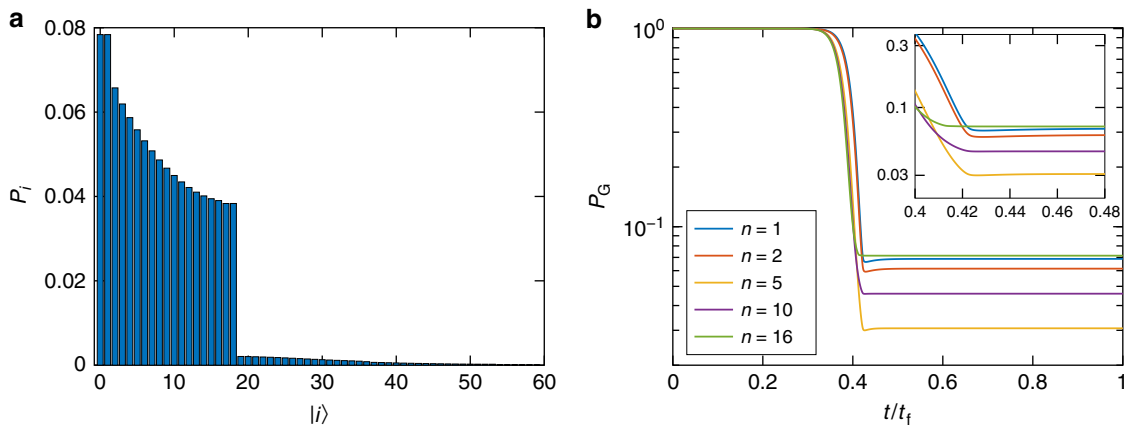 a
0.08
0.06
0.04
0.02
0
P_i
0 10 20 30 40 50 60
|i⟩
b
10^0
10^-1
P_G
n = 1
n = 2
n = 5
n = 10
n = 16
0 0.2 0.4 0.6 0.8 1
t/t_f
0.3
0.1
0.03
0.4 0.42 0.44 0.46 0.48